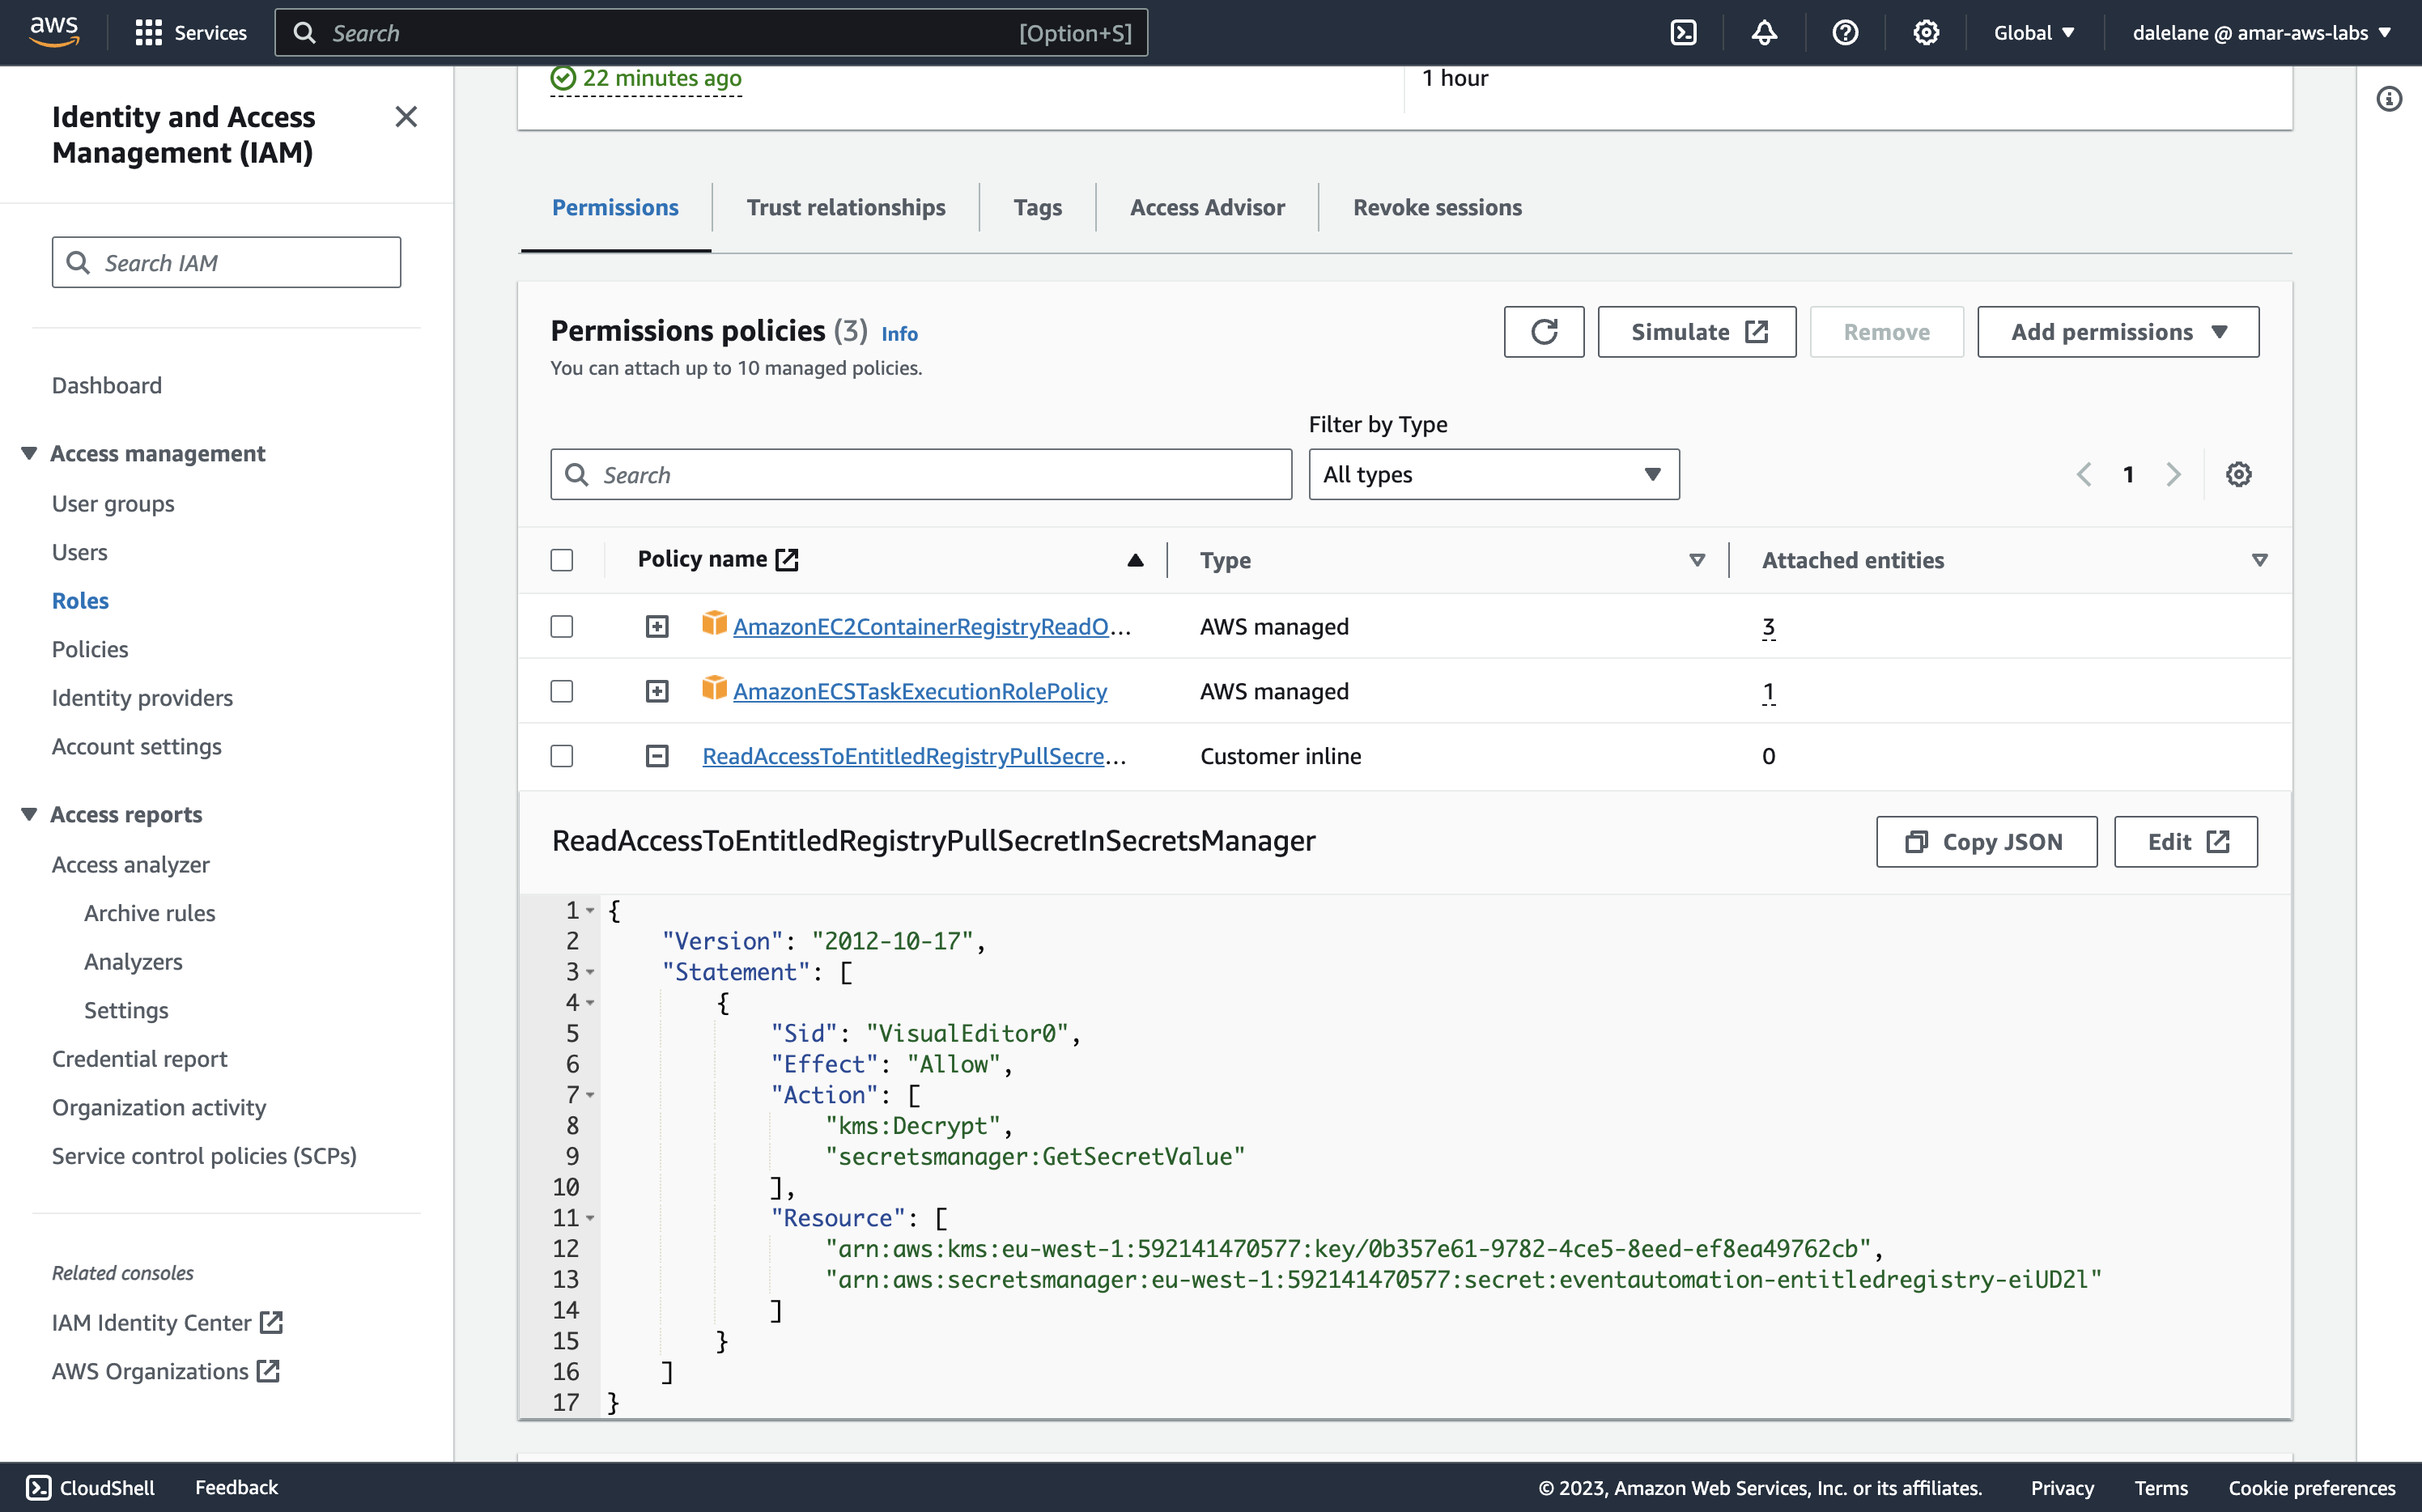 aws
Services
Search
[Option+S]
Global
dalelane @ amar-aws-labs
Identity and Access
Management (IAM)
Search IAM
Dashboard
Access management
User groups
Users
Roles
Policies
Identity providers
Account settings
Access reports
Access analyzer
Archive rules
Analyzers
Settings
Credential report
Organization activity
Service control policies (SCPs)
Related consoles
IAM Identity Center
AWS Organizations
22 minutes ago
1 hour
Permissions
Trust relationships
Tags
Access Advisor
Revoke sessions
Permissions policies (3) Info
You can attach up to 10 managed policies.
Simulate
Remove
Add permissions
Filter by Type
Search
All types
1
Policy name
Type
Attached entities
AmazonEC2ContainerRegistryReadO...
AWS managed
3
AmazonECSTaskExecutionRolePolicy
AWS managed
1
ReadAccessToEntitledRegistryPullSecre...
Customer inline
0
ReadAccessToEntitledRegistryPullSecretInSecretsManager
Copy JSON
Edit
1 {
2 "Version": "2012-10-17",
3 "Statement": [
4 {
5 "Sid": "VisualEditor0",
6 "Effect": "Allow",
7 "Action": [
8 "kms:Decrypt",
9 "secretsmanager:GetSecretValue"
10 ],
11 "Resource": [
12 "arn:aws:kms:eu-west-1:592141470577:key/0b357e61-9782-4ce5-8eed-ef8ea49762cb",
13 "arn:aws:secretsmanager:eu-west-1:592141470577:secret:eventautomation-entitledregistry-eiUD2l"
14 ]
15 }
16 ]
17 }
CloudShell
Feedback
© 2023, Amazon Web Services, Inc. or its affiliates.
Privacy
Terms
Cookie preferences